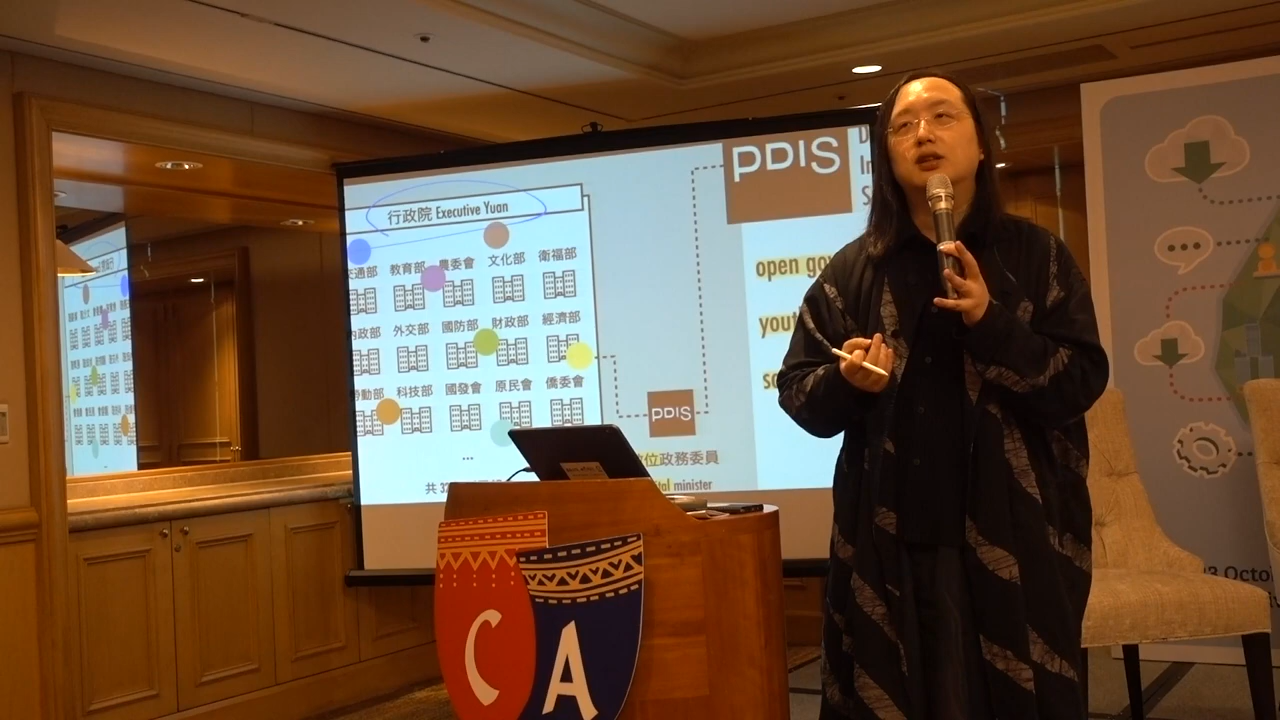 行政院 Executive Yuan
交通部 教育部 農委會 文化部 衛福部
內政部 外交部 國防部 財政部 經濟部
勞動部 科技部 國發會 原民會 僑委會
...
共
PDIS
open gov
PDIS
位政務委員
minister
C A